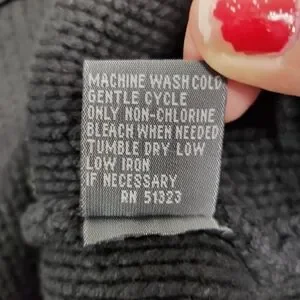 MACHINE WASH COLD
GENTLE CYCLE
ONLY NON-CHLORINE
BLEACH WHEN NEEDED
TUMBLE DRY LOW
LOW IRON
IF NECESSARY
RN 51323